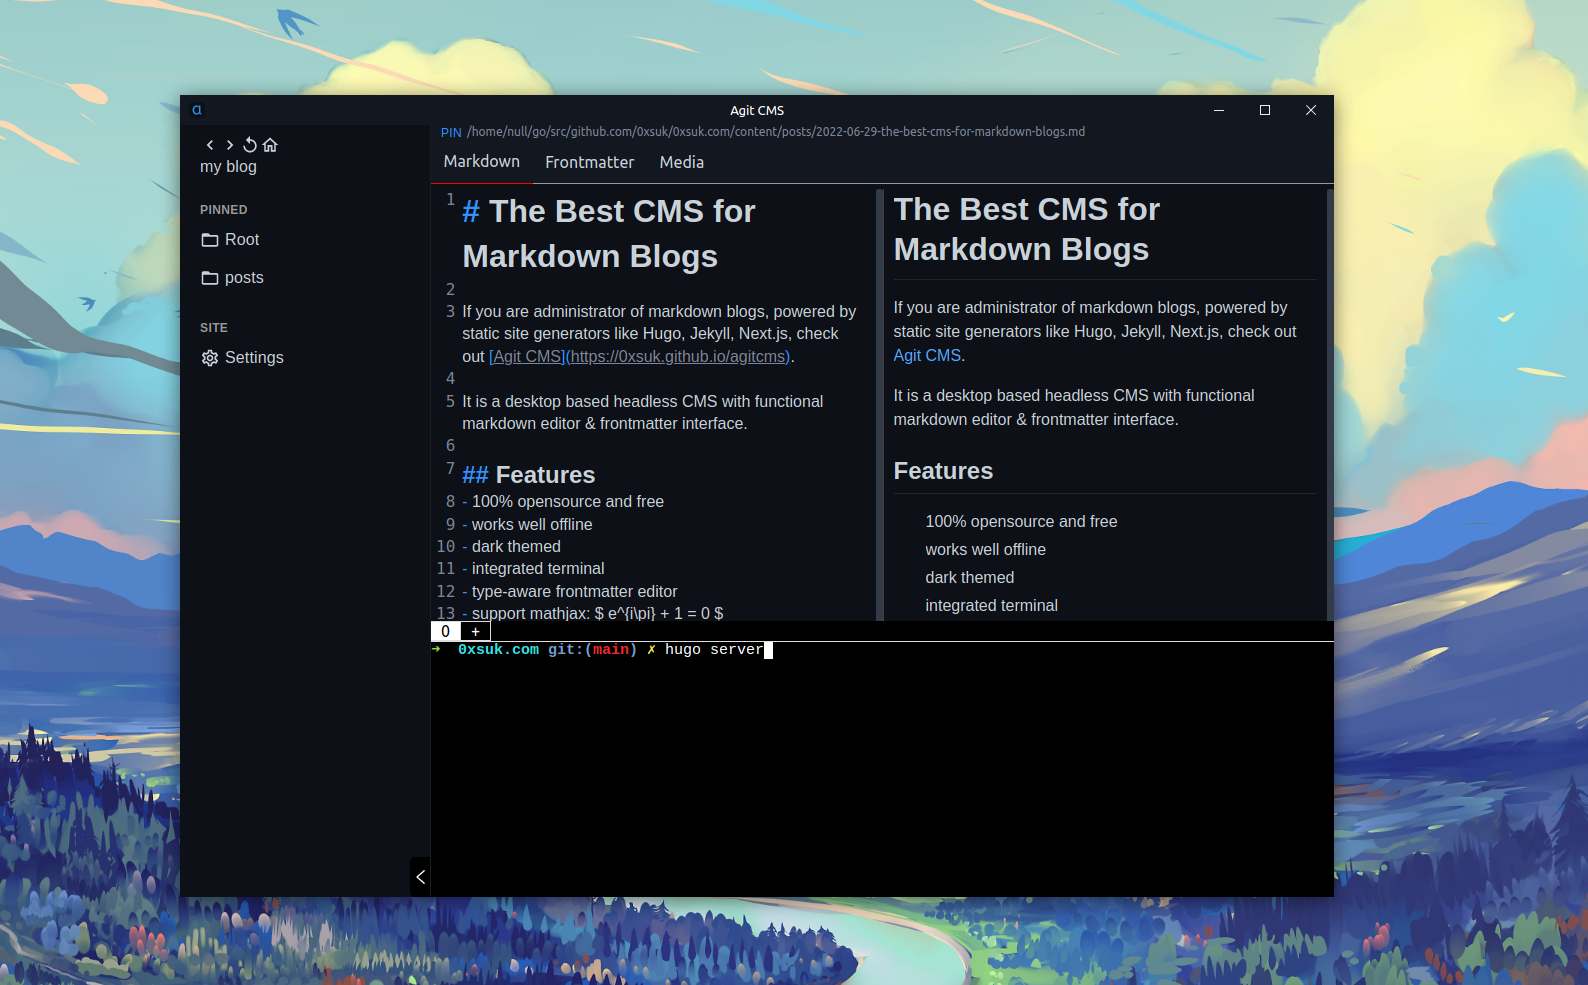 Agit CMS
my blog
PINNED
Root
posts
SITE
Settings
PIN /home/null/go/src/github.com/0xsuk/0xsuk.com/content/posts/2022-06-29-the-best-cms-for-markdown-blogs.md
Markdown Frontmatter Media
1 # The Best CMS for
Markdown Blogs
2
3 If you are administrator of markdown blogs, powered by
static site generators like Hugo, Jekyll, Next.js, check
out [Agit CMS](https://0xsuk.github.io/agitcms).
4
5 It is a desktop based headless CMS with functional
markdown editor & frontmatter interface.
6
7 ## Features
8 - 100% opensource and free
9 - works well offline
10 - dark themed
11 - integrated terminal
12 - type-aware frontmatter editor
13 - support mathjax: $ e^{i\pi} + 1 = 0 $
The Best CMS for
Markdown Blogs
If you are administrator of markdown blogs, powered by
static site generators like Hugo, Jekyll, Next.js, check out
Agit CMS.
It is a desktop based headless CMS with functional
markdown editor & frontmatter interface.
Features
100% opensource and free
works well offline
dark themed
integrated terminal
0 +
➜ 0xsuk.com git:(main) ✗ hugo server